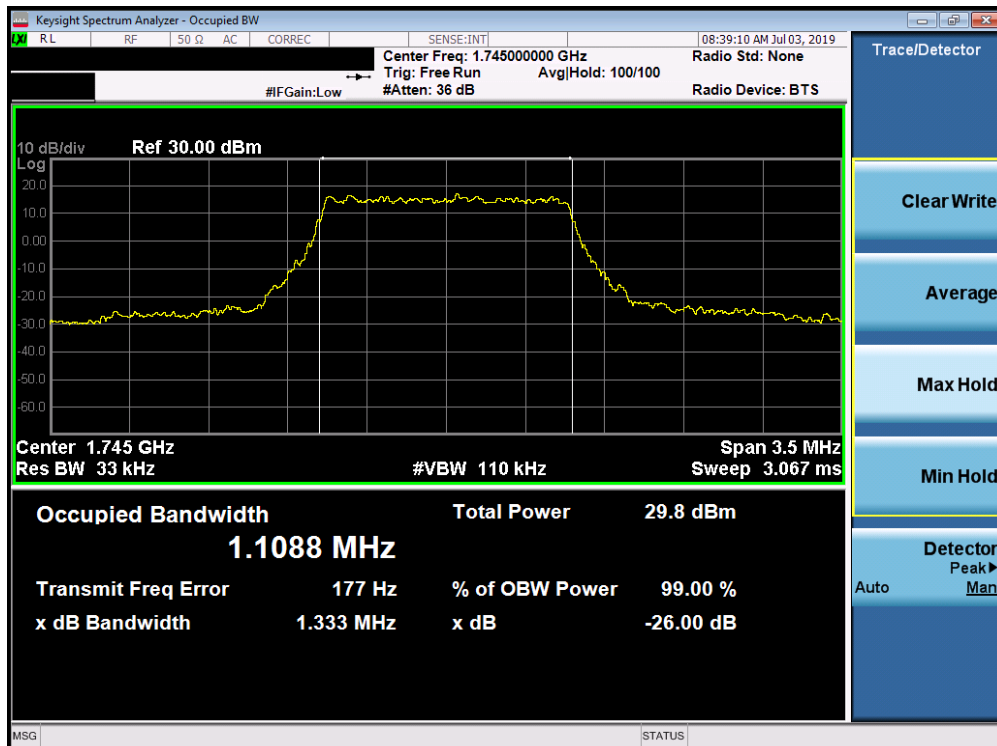 Keysight Spectrum Analyzer - Occupied BW
LXI RL RF 50 Ω AC CORREC SENSE:INT 08:39:10 AM Jul 03, 2019
Center Freq: 1.745000000 GHz Radio Std: None
Trig: Free Run Avg|Hold: 100/100
#IFGain:Low #Atten: 36 dB Radio Device: BTS
10 dB/div Ref 30.00 dBm
Log
20.0
10.0
0.00
-10.0
-20.0
-30.0
-40.0
-50.0
-60.0
Center 1.745 GHz Span 3.5 MHz
Res BW 33 kHz #VBW 110 kHz Sweep 3.067 ms
Occupied Bandwidth Total Power 29.8 dBm
1.1088 MHz
Transmit Freq Error 177 Hz % of OBW Power 99.00 %
x dB Bandwidth 1.333 MHz x dB -26.00 dB
MSG STATUS
Trace/Detector
Clear Write
Average
Max Hold
Min Hold
Detector
Peak▶
Auto Man